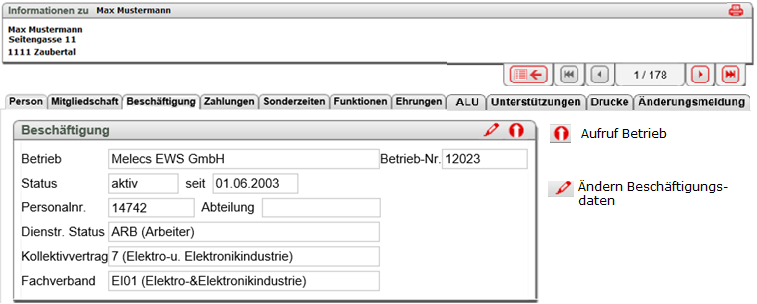 Informationen zu Max Mustermann
Max Mustermann
Seitengasse 11
1111 Zaubertal
1 / 178
Person Mitgliedschaft Beschäftigung Zahlungen Sonderzeiten Funktionen Ehrungen ALU Unterstützungen Drucke Änderungsmeldung
Beschäftigung
Aufruf Betrieb
Betrieb Melecs EWS GmbH Betrieb-Nr. 12023
Status aktiv seit 01.06.2003
Ändern Beschäftigungs-
daten
Personalnr. 14742 Abteilung
Dienstr. Status ARB (Arbeiter)
Kollektivvertrag 7 (Elektro-u. Elektronikindustrie)
Fachverband EI01 (Elektro-&Elektronikindustrie)